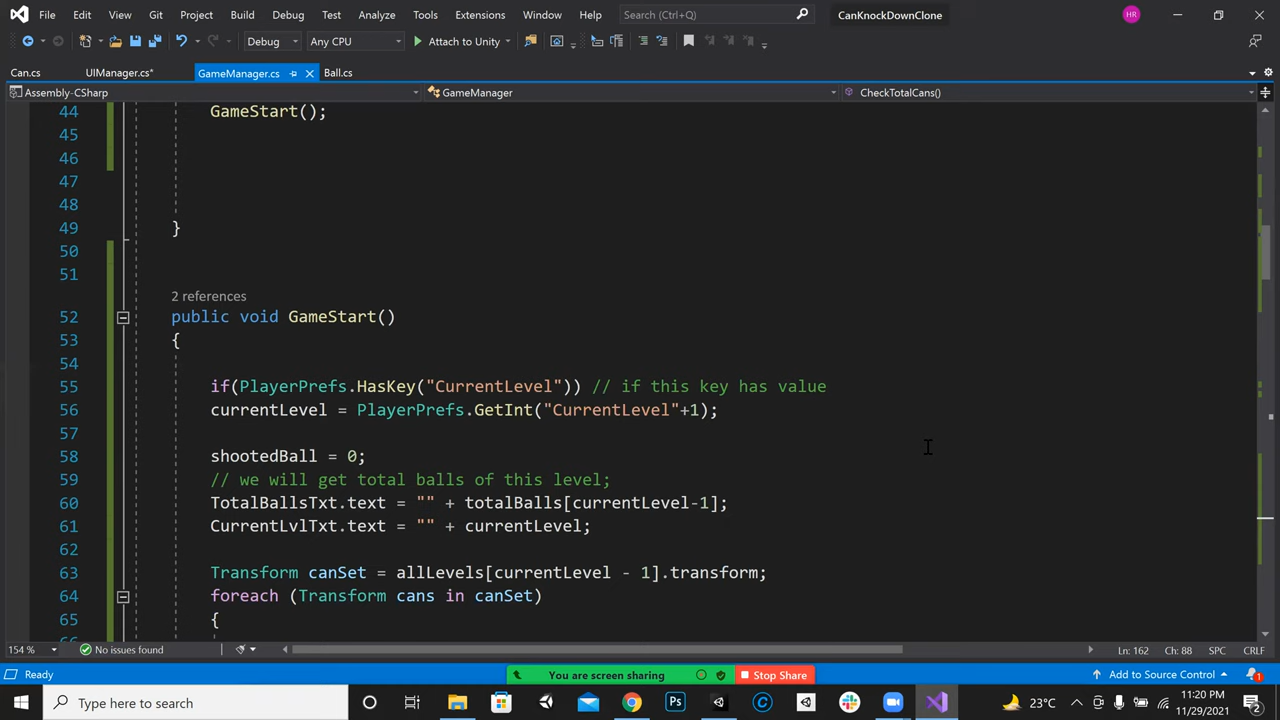 File Edit View Git Project Build Debug Test Analyze Tools Extensions Window Help Search (Ctrl+Q) CanKnockDownClone HR
Debug Any CPU Attach to Unity
Can.cs UIManager.cs* GameManager.cs Ball.cs
Assembly-CSharp GameManager CheckTotalCans()
44 GameStart();
45
46
47
48
49 }
50
51
2 references
52 public void GameStart()
53 {
54
55 if(PlayerPrefs.HasKey("CurrentLevel")) // if this key has value
56 currentLevel = PlayerPrefs.GetInt("CurrentLevel"+1);
57
58 shootedBall = 0;
59 // we will get total balls of this level;
60 TotalBallsTxt.text = "" + totalBalls[currentLevel-1];
61 CurrentLvlTxt.text = "" + currentLevel;
62
63 Transform canSet = allLevels[currentLevel - 1].transform;
64 foreach (Transform cans in canSet)
65 {
154 % No issues found Ln: 162 Ch: 88 SPC CRLF
Ready You are screen sharing Stop Share Add to Source Control 1
Type here to search Ps 23°C 11:20 PM
11/29/2021 2